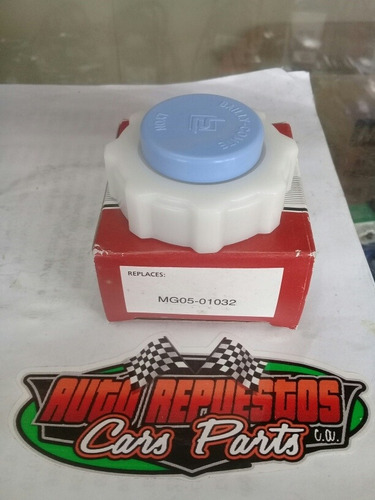 REPLACES:
MG05-01032
AUTO REPUESTOS
Cars Parts C.A.